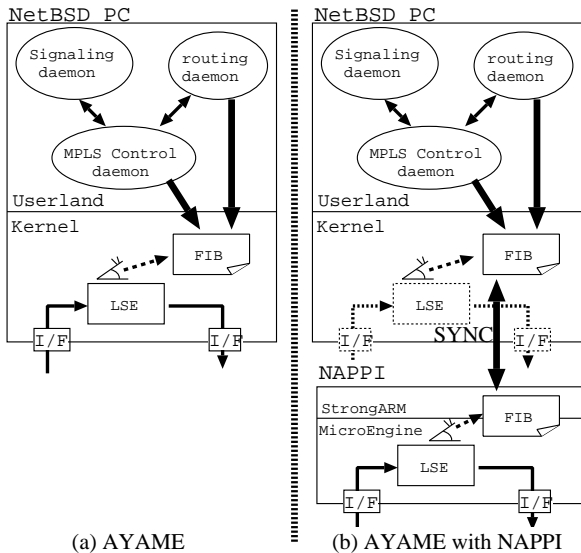 NetBSD PC
Signaling
daemon
routing
daemon
MPLS Control
daemon
Userland
Kernel
FIB
LSE
I/F
I/F
(a) AYAME
NetBSD PC
Signaling
daemon
routing
daemon
MPLS Control
daemon
Userland
Kernel
FIB
LSE
I/F
I/F
SYNC
NAPPI
StrongARM
MicroEngine
FIB
LSE
I/F
I/F
(b) AYAME with NAPPI